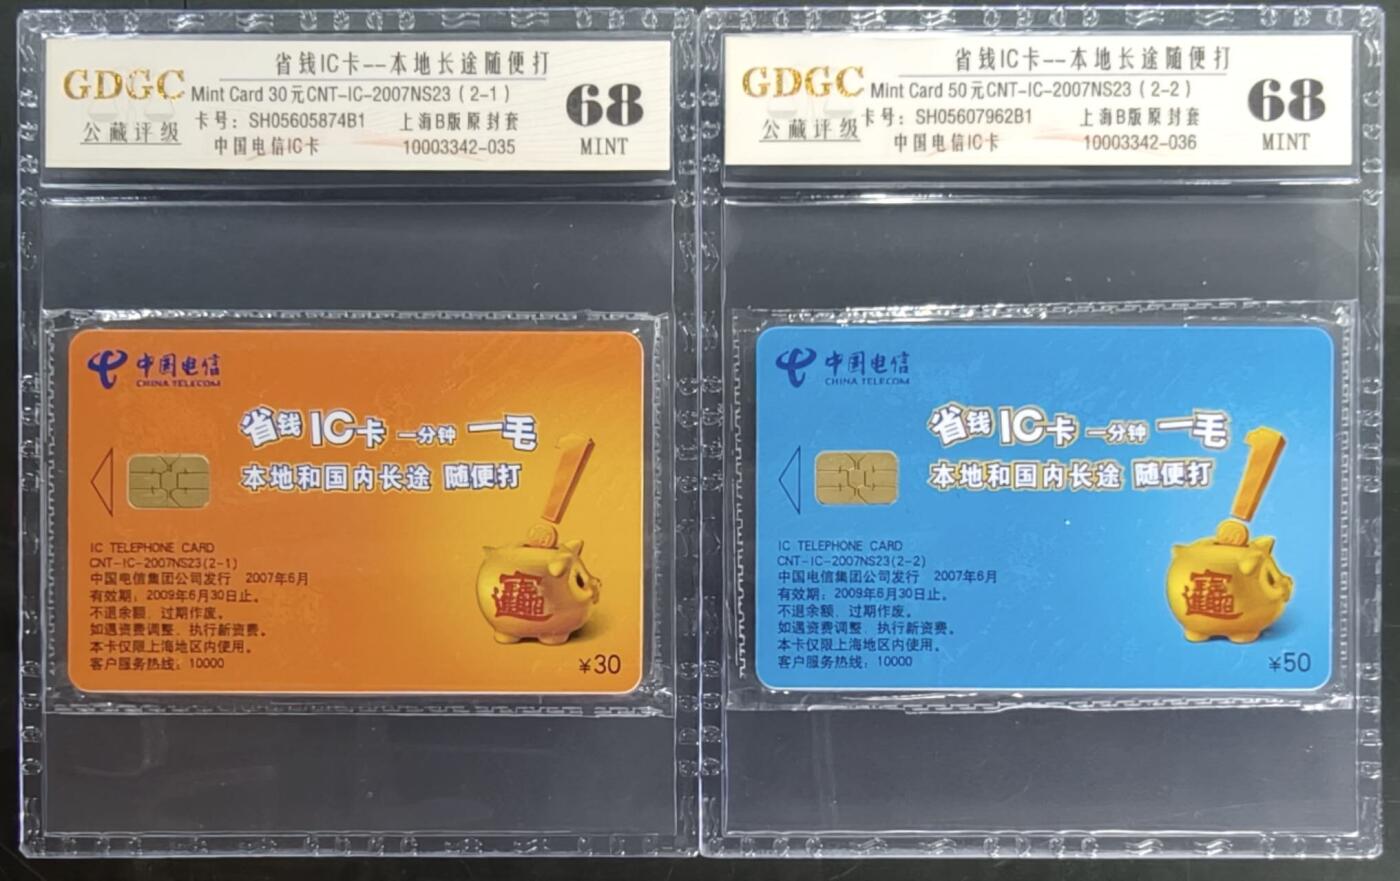 GDGC
公藏评级
省钱IC卡--本地长途随便打
Mint Card 30元CNT-IC-2007NS23（2-1）
卡号：SH05605874B1 上海B版原封套
中国电信IC卡 10003342-035
68
MINT
中国电信
CHINA TELECOM
省钱IC卡 一分钟 一毛
本地和国内长途 随便打
IC TELEPHONE CARD
CNT-IC-2007NS23(2-1)
中国电信集团公司发行 2007年6月
有效期：2009年6月30日止。
不退余额、过期作废。
如遇资费调整、执行新资费。
本卡仅限上海地区内使用。
客户服务热线：10000
招财进宝
¥30
GDGC
公藏评级
省钱IC卡--本地长途随便打
Mint Card 50元CNT-IC-2007NS23（2-2）
卡号：SH05607962B1 上海B版原封套
中国电信IC卡 10003342-036
68
MINT
中国电信
CHINA TELECOM
省钱IC卡 一分钟 一毛
本地和国内长途 随便打
IC TELEPHONE CARD
CNT-IC-2007NS23(2-2)
中国电信集团公司发行 2007年6月
有效期：2009年6月30日止。
不退余额、过期作废。
如遇资费调整、执行新资费。
本卡仅限上海地区内使用。
客户服务热线：10000
招财进宝
¥50